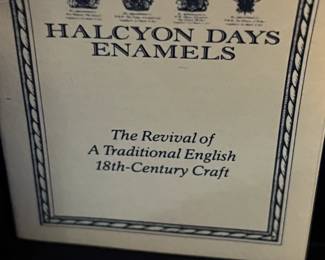 HALCYON DAYS
ENAMELS
The Revival of
A Traditional English
18th-Century Craft